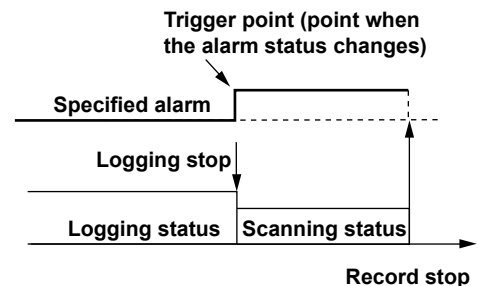 Trigger point (point when
the alarm status changes)
Specified alarm
Logging stop
Logging status
Scanning status
Record stop